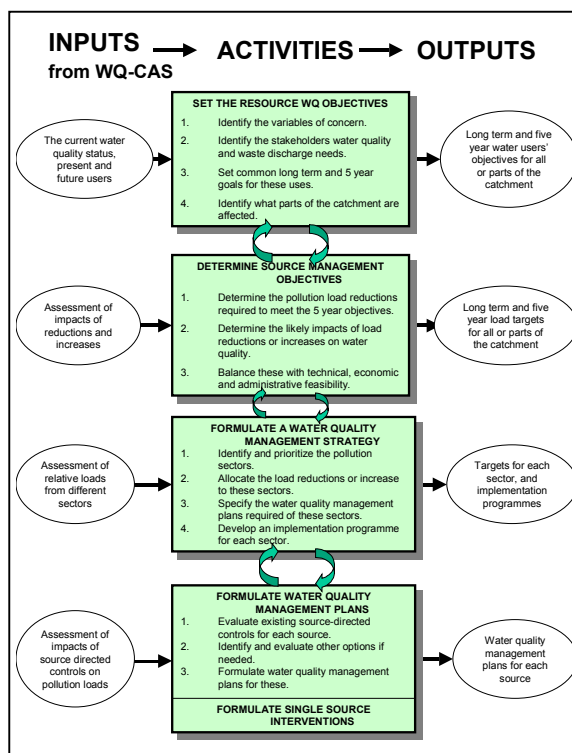 INPUTS
from WQ-CAS
ACTIVITIES
OUTPUTS
The current water
quality status,
present and
future users
SET THE RESOURCE WQ OBJECTIVES
1. Identify the variables of concern.
2. Identify the stakeholders water quality
and waste discharge needs.
3. Set common long term and 5 year
goals for these uses.
4. Identify what parts of the catchment are
affected.
Long term and five
year water users'
objectives for all
or parts of the
catchment
Assessment of
impacts of
reductions and
increases
DETERMINE SOURCE MANAGEMENT
OBJECTIVES
1. Determine the pollution load reductions
required to meet the 5 year objectives.
2. Determine the likely impacts of load
reductions or increases on water
quality.
3. Balance these with technical, economic
and administrative feasibility.
Long term and five
year load targets
for all or parts of
the catchment
Assessment of
relative loads
from different
sectors
FORMULATE A WATER QUALITY
MANAGEMENT STRATEGY
1. Identify and prioritize the pollution
sectors.
2. Allocate the load reductions or increase
to these sectors.
3. Specify the water quality management
plans required of these sectors.
4. Develop an implementation programme
for each sector.
Targets for each
sector, and
implementation
programmes
Assessment of
impacts of
source directed
controls on
pollution loads
FORMULATE WATER QUALITY
MANAGEMENT PLANS
1. Evaluate existing source-directed
controls for each source.
2. Identify and evaluate other options if
needed.
3. Formulate water quality management
plans for these.
FORMULATE SINGLE SOURCE
INTERVENTIONS
Water quality
management
plans for each
source